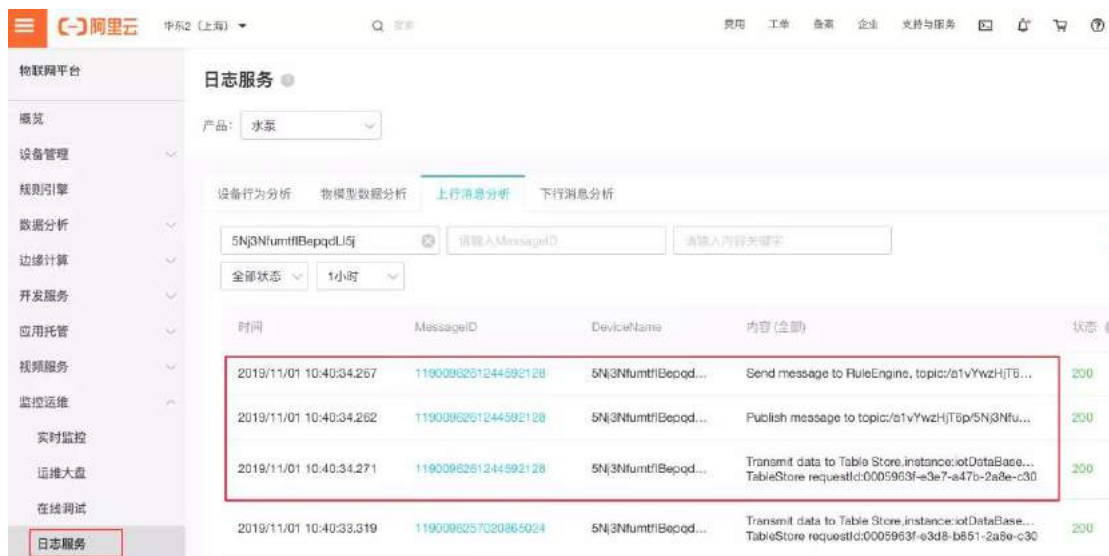 阿里云 华东2（上海） 搜索 费用 工单 备案 企业 支持与服务
物联网平台
日志服务
概览
产品： 水泵
设备管理
规则引擎
设备行为分析 物模型数据分析 上行消息分析 下行消息分析
数据分析
5Nj3NfumtflBepqdLl5j 请输入MessageID 请输入内容关键字
边缘计算
全部状态 1小时
开发服务
应用托管
时间 MessageID DeviceName 内容 (全部) 状态
视频服务
2019/11/01 10:40:34.267 1190096261244592128 5Nj3NfumtflBepqd... Send message to RuleEngine, topic:/a1vYwzHjT6...  200
监控运维
2019/11/01 10:40:34.262 1190096261244592128 5Nj3NfumtflBepqd... Publish message to topic:/a1vYwzHjT6p/5Nj3Nfu... 200
实时监控
运维大盘
2019/11/01 10:40:34.271 1190096261244592128 5Nj3NfumtflBepqd... Transmit data to Table Store,instance:iotDataBase... 200
TableStore requestId:0005963f-e3e7-a47b-2a8e-c30
在线调试
日志服务
2019/11/01 10:40:33.319 1190096257020865024 5Nj3NfumtflBepqd... Transmit data to Table Store,instance:iotDataBase... 200
TableStore requestId:0005963f-e3d8-b651-2a8e-c30